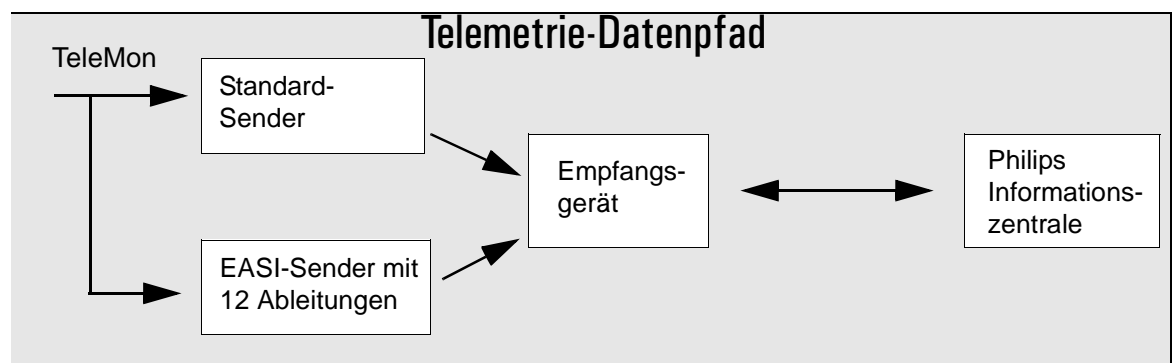 Telemetrie-Datenpfad
TeleMon
Standard-
Sender
Empfangs-
gerät
Philips
Informations-
zentrale
EASI-Sender mit
12 Ableitungen